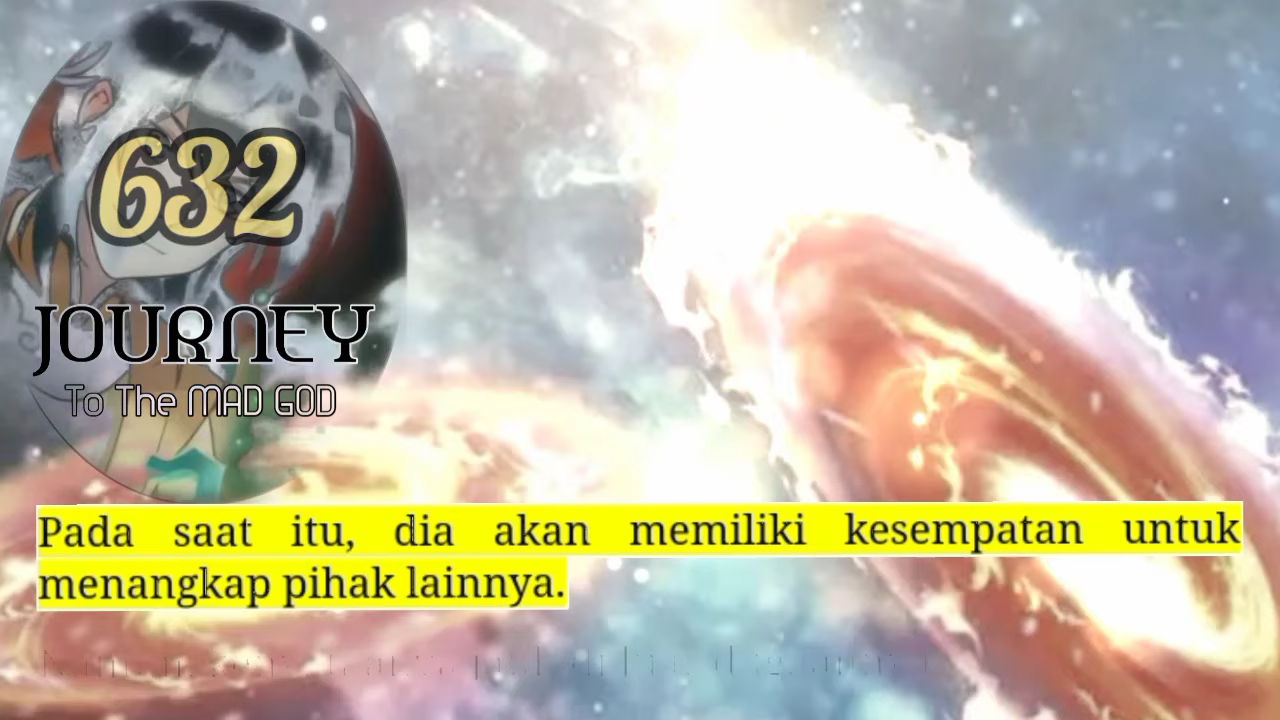 632
JOURNEY
To The MAD GOD
Pada saat itu, dia akan memiliki kesempatan untuk
menangkap pihak lainnya.